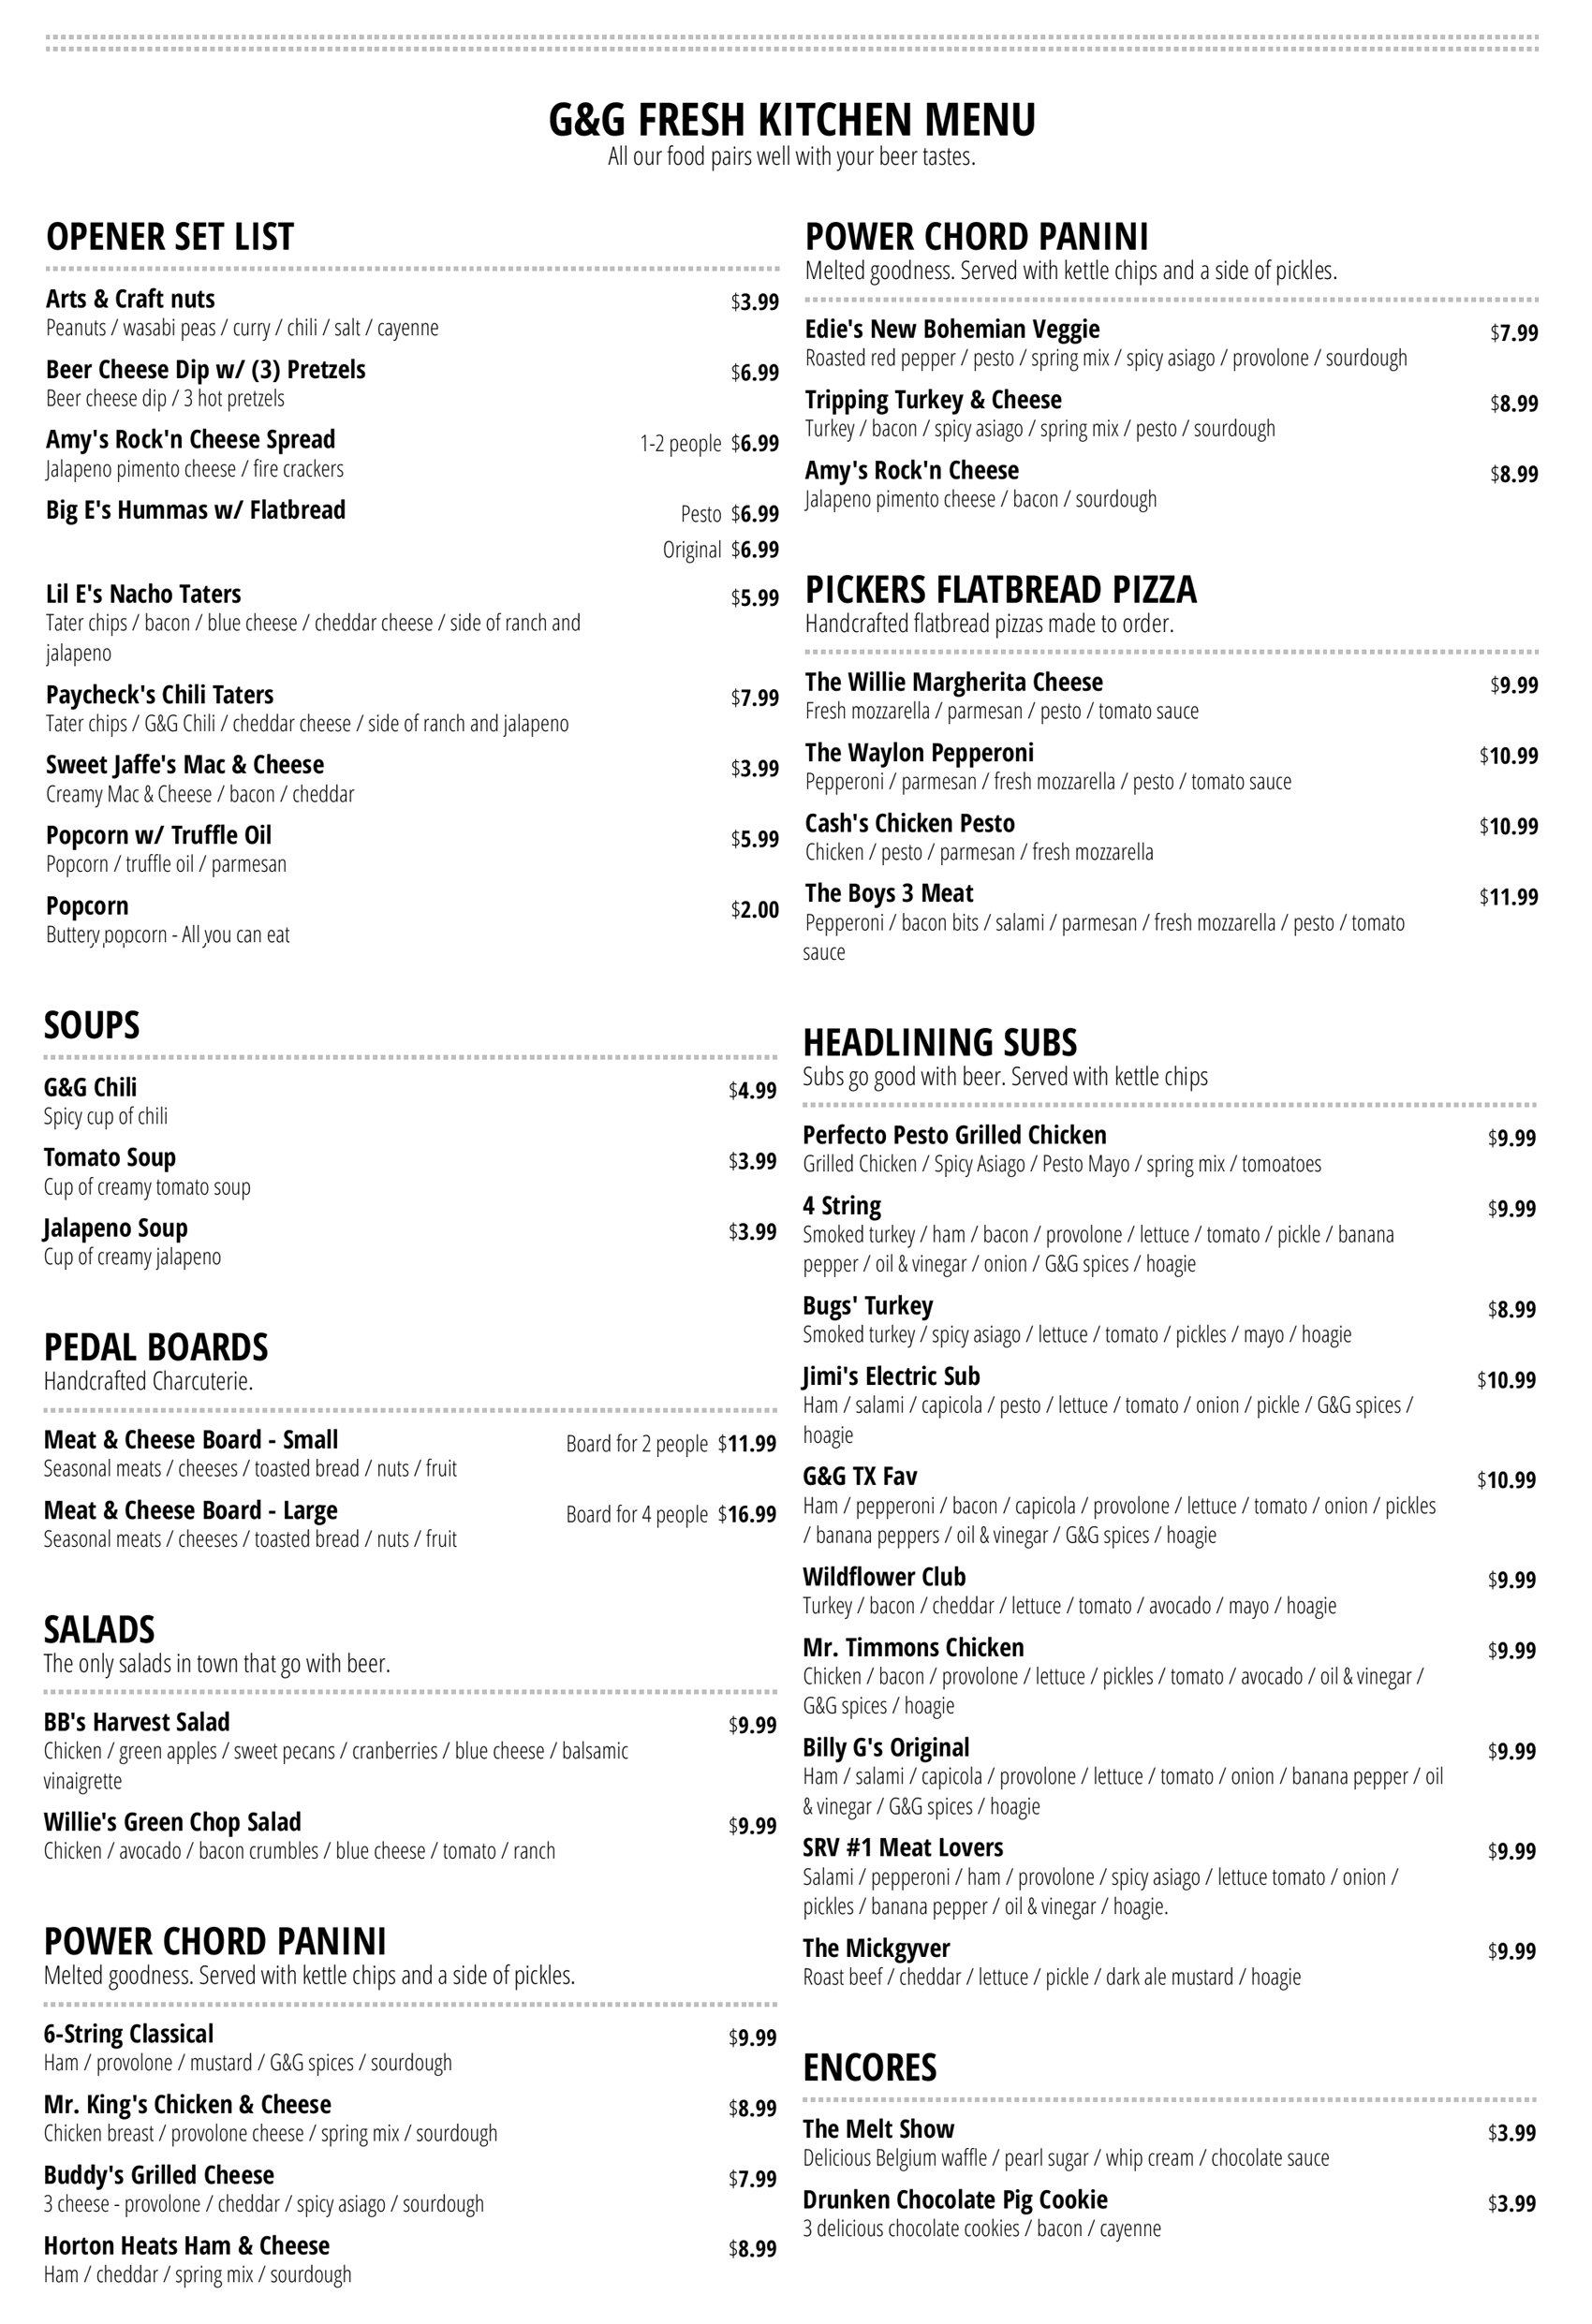 G&G FRESH KITCHEN MENU
All our food pairs well with your beer tastes.
OPENER SET LIST
Arts & Craft nuts $3.99
Peanuts / wasabi peas / curry / chili / salt / cayenne
Beer Cheese Dip w/ (3) Pretzels $6.99
Beer cheese dip / 3 hot pretzels
Amy's Rock'n Cheese Spread 1-2 people $6.99
Jalapeno pimento cheese / fire crackers
Big E's Hummas w/ Flatbread Pesto $6.99
Original $6.99
Lil E's Nacho Taters $5.99
Tater chips / bacon / blue cheese / cheddar cheese / side of ranch and
jalapeno
Paycheck's Chili Taters $7.99
Tater chips / G&G Chili / cheddar cheese / side of ranch and jalapeno
Sweet Jaffe's Mac & Cheese $3.99
Creamy Mac & Cheese / bacon / cheddar
Popcorn w/ Truffle Oil $5.99
Popcorn / truffle oil / parmesan
Popcorn $2.00
Buttery popcorn - All you can eat
SOUPS
G&G Chili $4.99
Spicy cup of chili
Tomato Soup $3.99
Cup of creamy tomato soup
Jalapeno Soup $3.99
Cup of creamy jalapeno
PEDAL BOARDS
Handcrafted Charcuterie.
Meat & Cheese Board - Small Board for 2 people $11.99
Seasonal meats / cheeses / toasted bread / nuts / fruit
Meat & Cheese Board - Large Board for 4 people $16.99
Seasonal meats / cheeses / toasted bread / nuts / fruit
SALADS
The only salads in town that go with beer.
BB's Harvest Salad $9.99
Chicken / green apples / sweet pecans / cranberries / blue cheese / balsamic
vinaigrette
Willie's Green Chop Salad $9.99
Chicken / avocado / bacon crumbles / blue cheese / tomato / ranch
POWER CHORD PANINI
Melted goodness. Served with kettle chips and a side of pickles.
6-String Classical $9.99
Ham / provolone / mustard / G&G spices / sourdough
Mr. King's Chicken & Cheese $8.99
Chicken breast / provolone cheese / spring mix / sourdough
Buddy's Grilled Cheese $7.99
3 cheese - provolone / cheddar / spicy asiago / sourdough
Horton Heats Ham & Cheese $8.99
Ham / cheddar / spring mix / sourdough
POWER CHORD PANINI
Melted goodness. Served with kettle chips and a side of pickles.
Edie's New Bohemian Veggie $7.99
Roasted red pepper / pesto / spring mix / spicy asiago / provolone / sourdough
Tripping Turkey & Cheese $8.99
Turkey / bacon / spicy asiago / spring mix / pesto / sourdough
Amy's Rock'n Cheese $8.99
Jalapeno pimento cheese / bacon / sourdough
PICKERS FLATBREAD PIZZA
Handcrafted flatbread pizzas made to order.
The Willie Margherita Cheese $9.99
Fresh mozzarella / parmesan / pesto / tomato sauce
The Waylon Pepperoni $10.99
Pepperoni / parmesan / fresh mozzarella / pesto / tomato sauce
Cash's Chicken Pesto $10.99
Chicken / pesto / parmesan / fresh mozzarella
The Boys 3 Meat $11.99
Pepperoni / bacon bits / salami / parmesan / fresh mozzarella / pesto / tomato
sauce
HEADLINING SUBS
Subs go good with beer. Served with kettle chips
Perfecto Pesto Grilled Chicken $9.99
Grilled Chicken / Spicy Asiago / Pesto Mayo / spring mix / tomoatoes
4 String $9.99
Smoked turkey / ham / bacon / provolone / lettuce / tomato / pickle / banana
pepper / oil & vinegar / onion / G&G spices / hoagie
Bugs' Turkey $8.99
Smoked turkey / spicy asiago / lettuce / tomato / pickles / mayo / hoagie
Jimi's Electric Sub $10.99
Ham / salami / capicola / pesto / lettuce / tomato / onion / pickle / G&G spices /
hoagie
G&G TX Fav $10.99
Ham / pepperoni / bacon / capicola / provolone / lettuce / tomato / onion / pickles
/ banana peppers / oil & vinegar / G&G spices / hoagie
Wildflower Club $9.99
Turkey / bacon / cheddar / lettuce / tomato / avocado / mayo / hoagie
Mr. Timmons Chicken $9.99
Chicken / bacon / provolone / lettuce / pickles / tomato / avocado / oil & vinegar /
G&G spices / hoagie
Billy G's Original $9.99
Ham / salami / capicola / provolone / lettuce / tomato / onion / banana pepper / oil
& vinegar / G&G spices / hoagie
SRV #1 Meat Lovers $9.99
Salami / pepperoni / ham / provolone / spicy asiago / lettuce tomato / onion /
pickles / banana pepper / oil & vinegar / hoagie.
The Mickgyver $9.99
Roast beef / cheddar / lettuce / pickle / dark ale mustard / hoagie
ENCORES
The Melt Show $3.99
Delicious Belgium waffle / pearl sugar / whip cream / chocolate sauce
Drunken Chocolate Pig Cookie $3.99
3 delicious chocolate cookies / bacon / cayenne